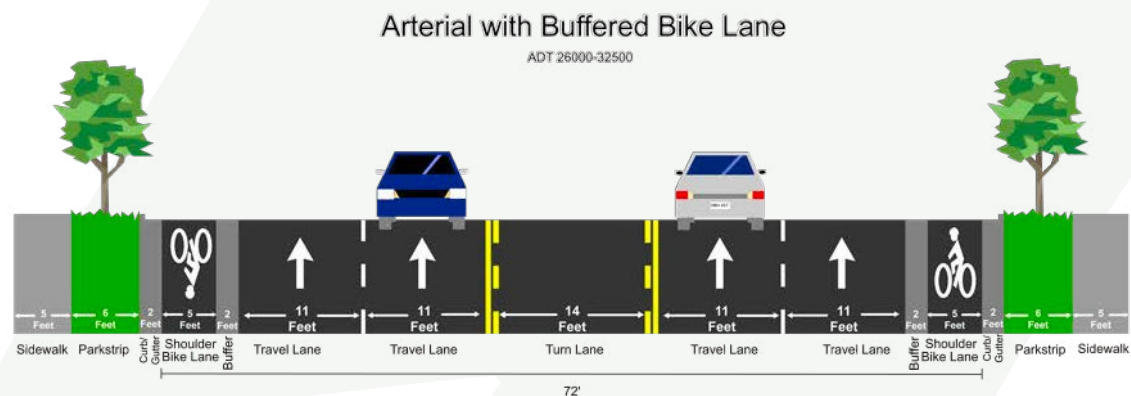 Arterial with Buffered Bike Lane
ADT 26000-32500
5
Feet
6
Feet
2
Feet
5
Feet
2
Feet
11
Feet
11
Feet
14
Feet
11
Feet
11
Feet
2
Feet
5
Feet
2
Feet
6
Feet
5
Feet
Sidewalk
Parkstrip
Curb/
Gutter
Shoulder
Bike Lane
Buffer
Travel Lane
Travel Lane
Turn Lane
Travel Lane
Travel Lane
Buffer
Shoulder
Bike Lane
Curb/
Gutter
Parkstrip
Sidewalk
72'